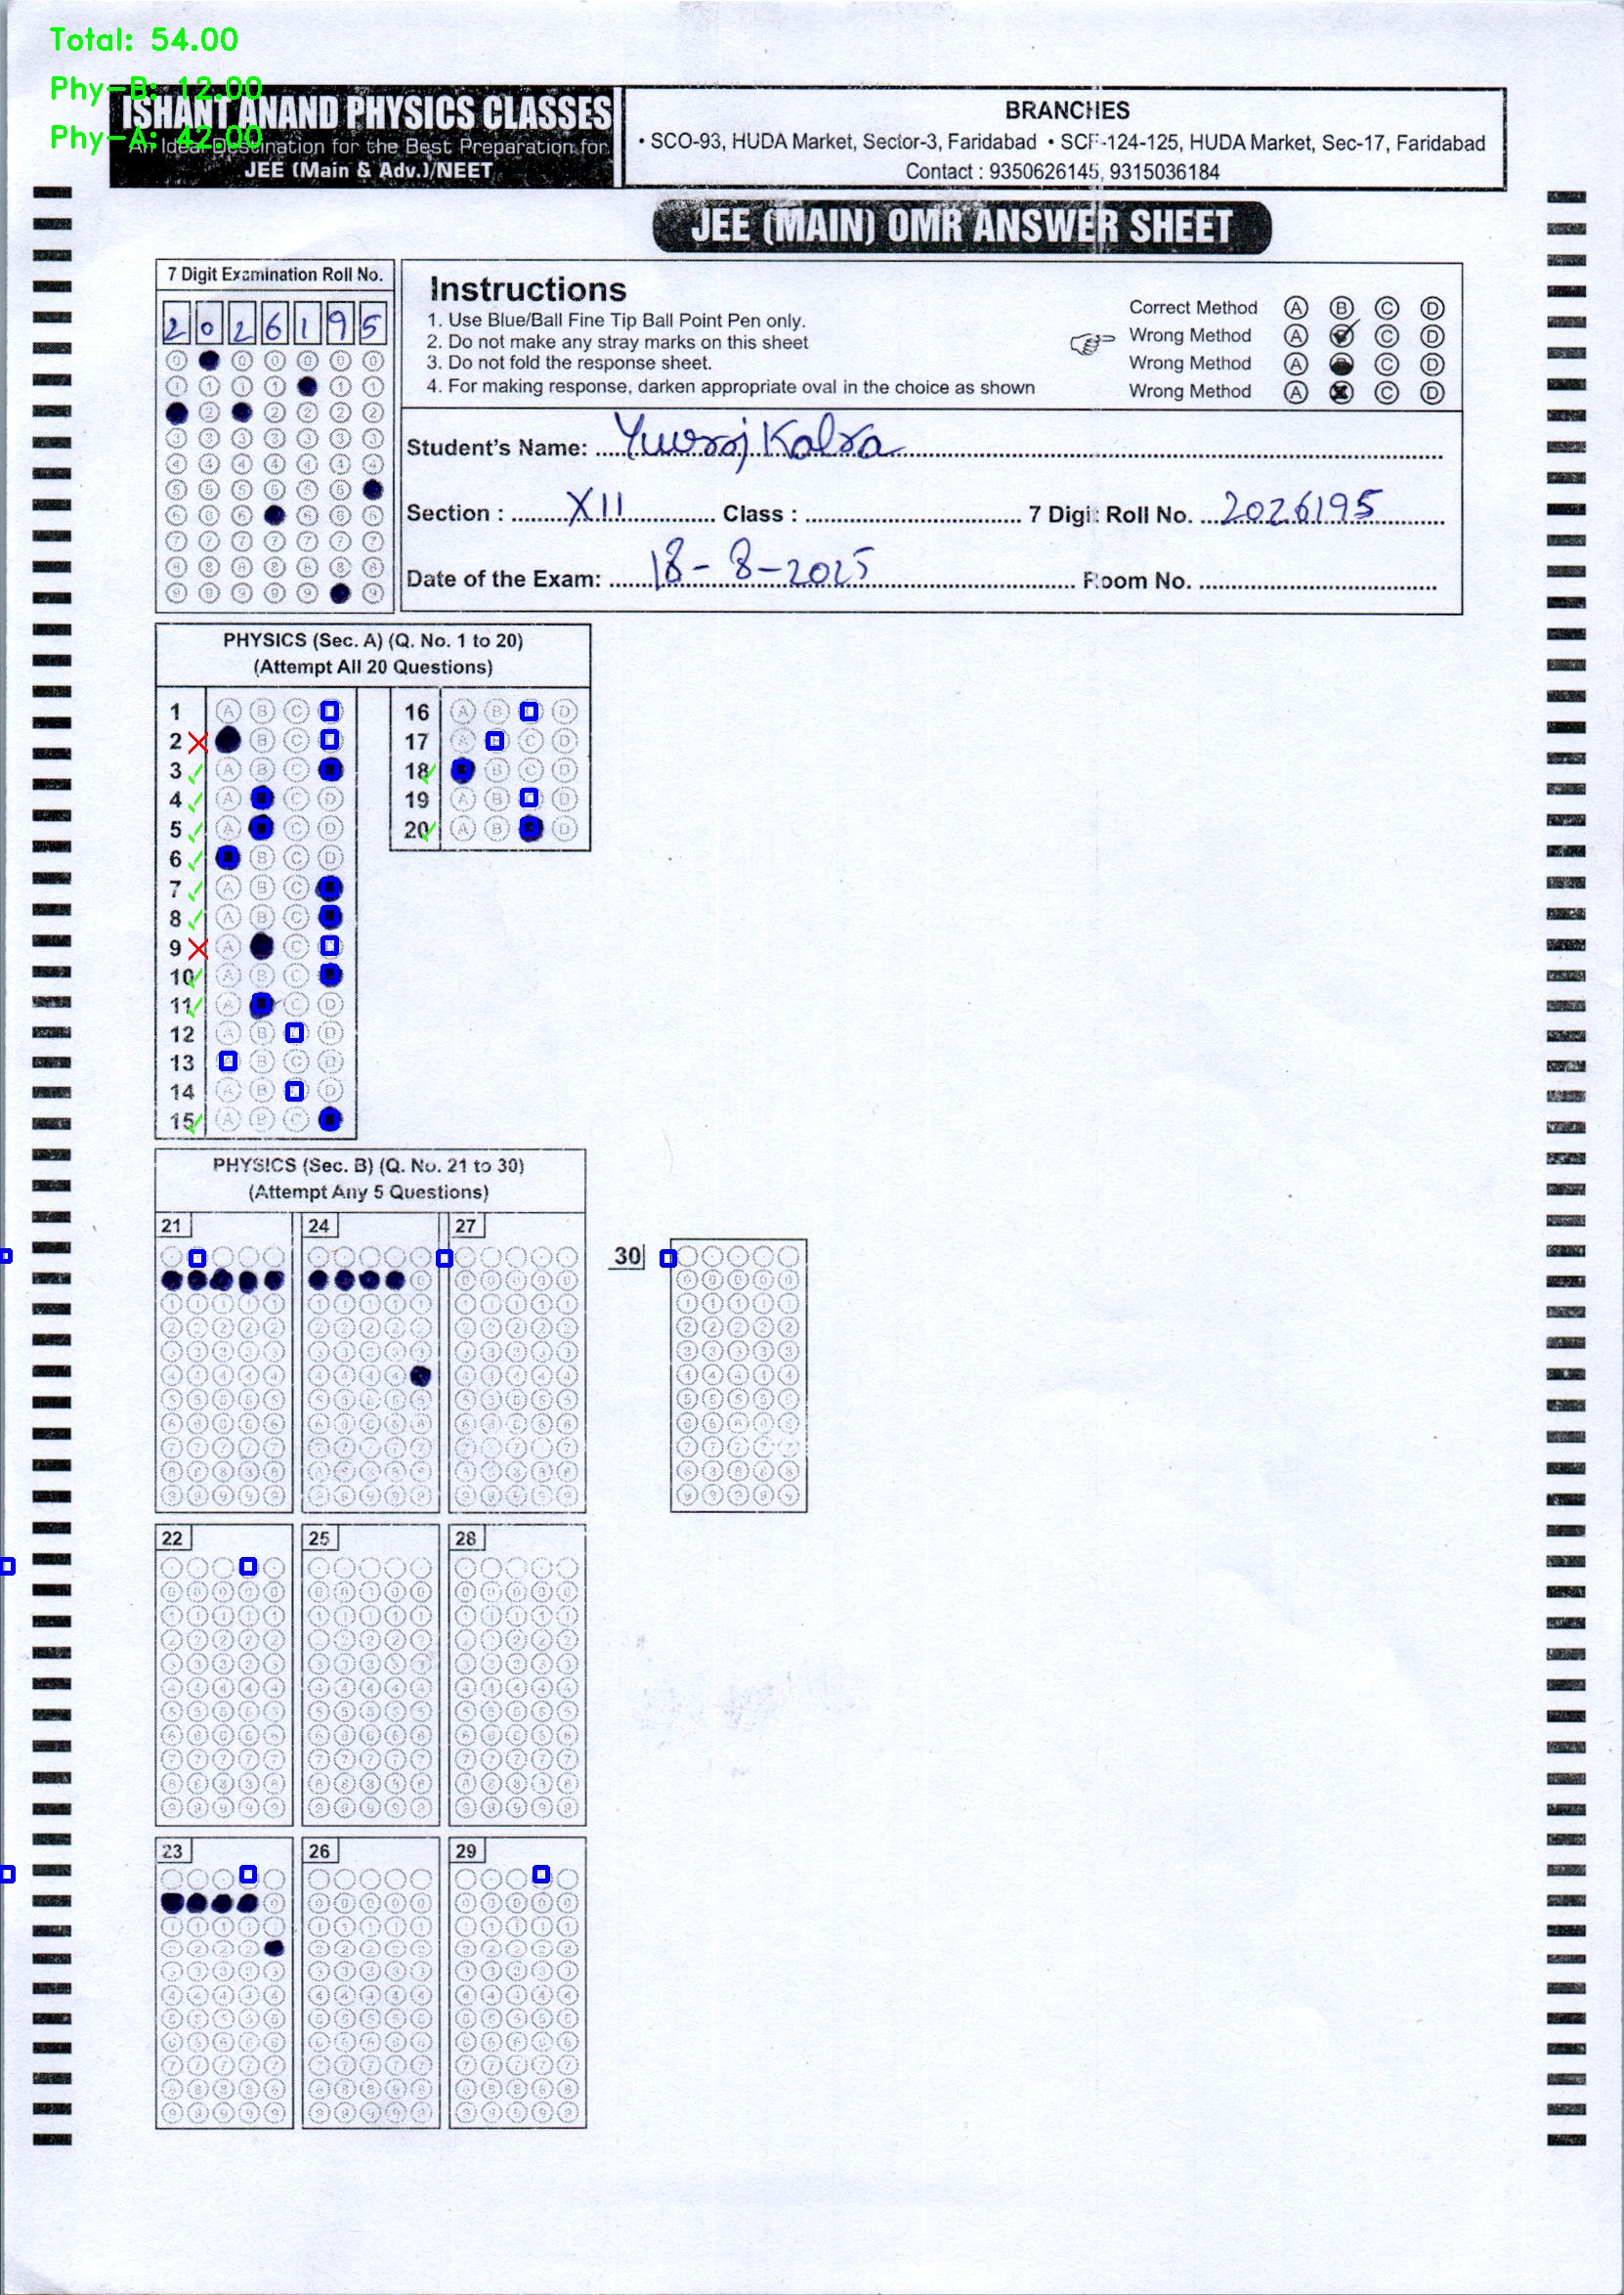 Total: 54.00
Phy-B: 12.00
Phy-A: 42.00
ISHANT ANAND PHYSICS CLASSES
An Ideal Destination for the Best Preparation for
JEE (Main & Adv.)/NEET
BRANCHES
• SCO-93, HUDA Market, Sector-3, Faridabad • SCF-124-125, HUDA Market, Sec-17, Faridabad
Contact : 9350626145, 9315036184
JEE (MAIN) OMR ANSWER SHEET
7 Digit Examination Roll No.
2 0 2 6 1 9 5
Instructions
1. Use Blue/Ball Fine Tip Ball Point Pen only.
2. Do not make any stray marks on this sheet
3. Do not fold the response sheet.
4. For making response, darken appropriate oval in the choice as shown
Correct Method A B C D
Wrong Method A C D
Wrong Method A C D
Wrong Method A C D
Student's Name: Yuvraj Kalra
Section : XII Class : 7 Digit Roll No. 2026195
Date of the Exam: 18-8-2025 Room No.
PHYSICS (Sec. A) (Q. No. 1 to 20)
(Attempt All 20 Questions)
1 A B C
2 B C
3 A B C
4 A C D
5 A C D
6 B C D
7 A B C
8 A B C
9 A C
10 A B C
11 A C D
12 A B D
13 B C D
14 A B D
15 A B C
16 A B D
17 A C D
18 B C D
19 A B D
20 A B D
PHYSICS (Sec. B) (Q. No. 21 to 30)
(Attempt Any 5 Questions)
21 24 27 30
22 25 28
23 26 29